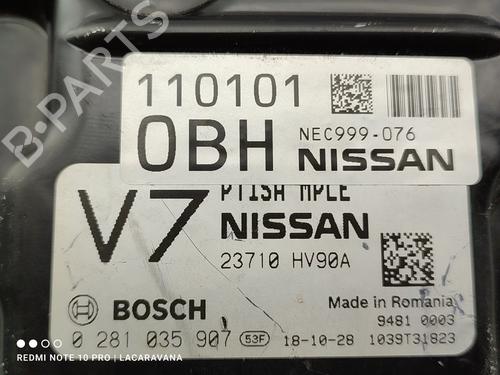 110101
0BH NEC999-076
NISSAN
V7 PTISA MPLE
NISSAN
23710 HV90A
BOSCH
Made in Romania
9481 0003
0 281 035 907 53F 18-10-28 1039T31823
B-PARTS
REDMI NOTE 10 PRO | LACARAVANA